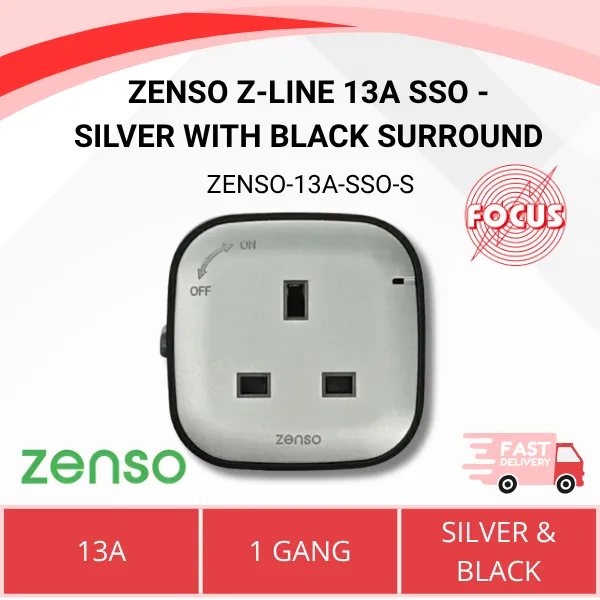 ZENSO Z-LINE 13A SSO -
SILVER WITH BLACK SURROUND
ZENSO-13A-SSO-S
FOCUS
ON
OFF
zenso
zenso
FAST
DELIVERY
13A
1 GANG
SILVER &
BLACK